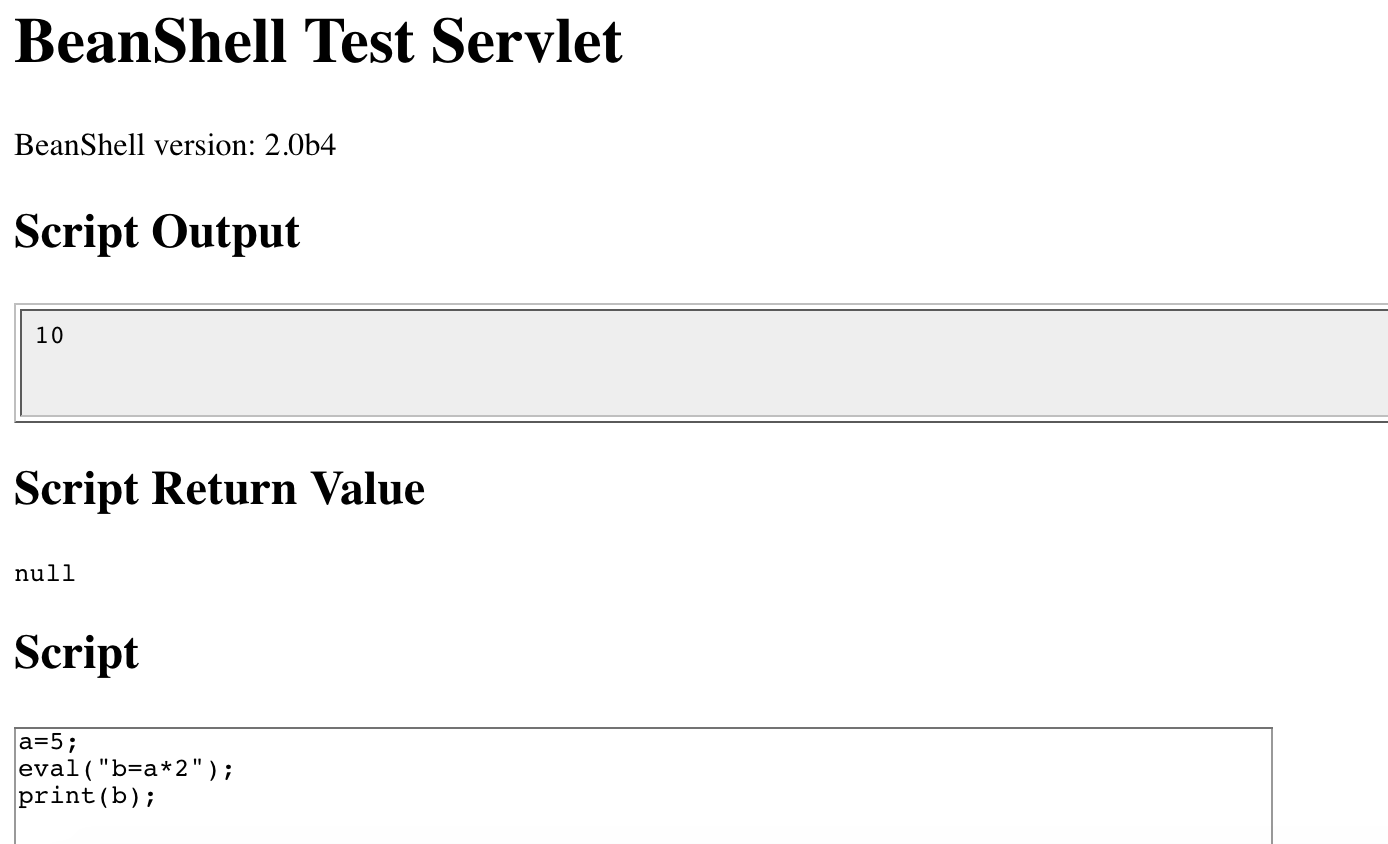 BeanShell Test Servlet
BeanShell version: 2.0b4
Script Output
10
Script Return Value
null
Script
a=5;
eval("b=a*2");
print(b);